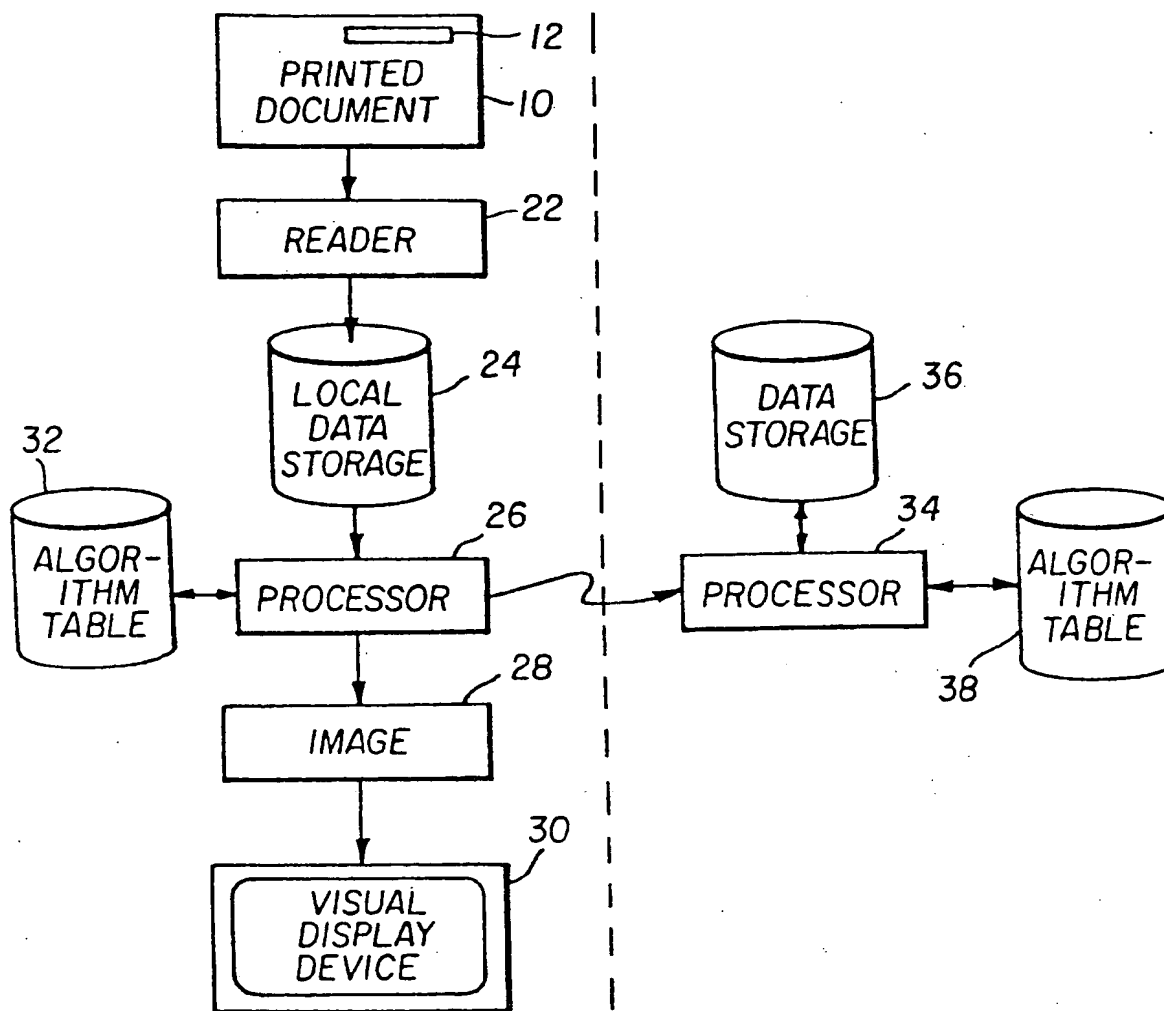 12
PRINTED
DOCUMENT
10
22
READER
24
LOCAL
DATA
STORAGE
36
DATA
STORAGE
32
ALGOR-
ITHM
TABLE
26
PROCESSOR
34
PROCESSOR
ALGOR-
ITHM
TABLE
38
28
IMAGE
30
VISUAL
DISPLAY
DEVICE